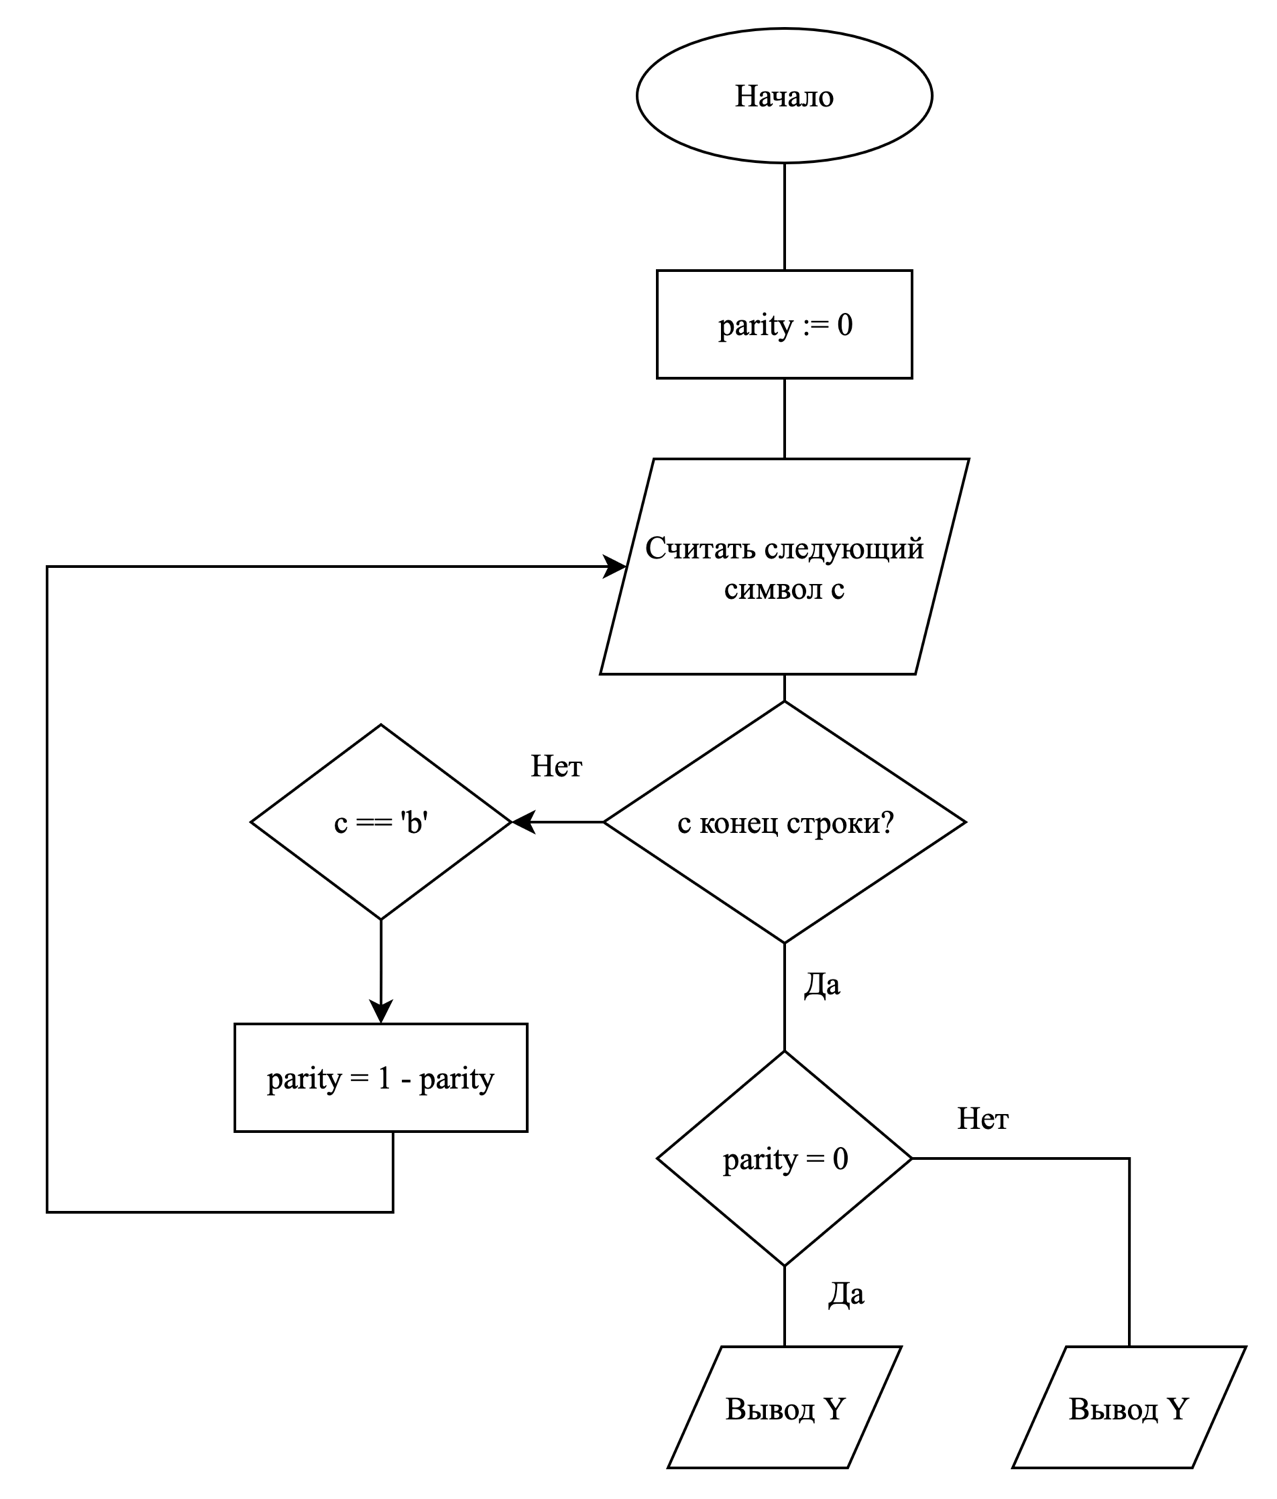 Начало
parity := 0
Считать следующий
символ c
Нет
c == 'b'
c конец строки?
Да
parity = 1 - parity
Нет
parity = 0
Да
Вывод Y
Вывод Y